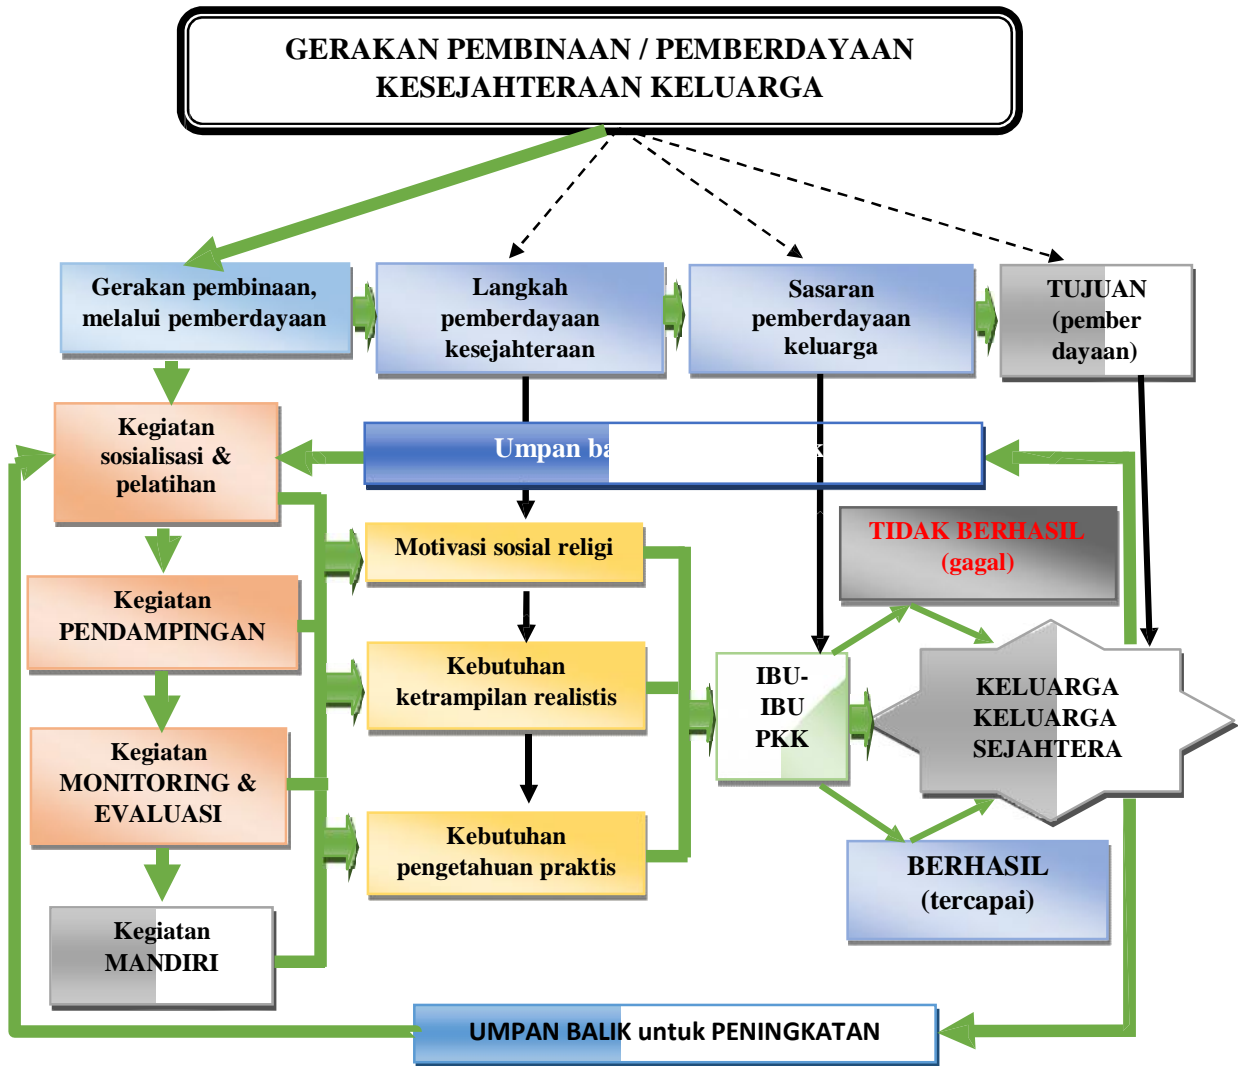 GERAKAN PEMBINAAN / PEMBERDAYAAN
KESEJAHTERAAN KELUARGA
Gerakan pembinaan,
melalui pemberdayaan
Langkah
pemberdayaan
kesejahteraan
Sasaran
pemberdayaan
keluarga
TUJUAN
(pember
dayaan)
Kegiatan
sosialisasi &
pelatihan
Umpan
Motivasi sosial religi
TIDAK BERHASIL
(gagal)
Kegiatan
PENDAMPINGAN
Kebutuhan
ketrampilan realistis
IBU-
IBU
PKK
KELUARGA
KELUARGA
SEJAHTERA
Kegiatan
MONITORING &
EVALUASI
Kebutuhan
pengetahuan praktis
BERHASIL
(tercapai)
Kegiatan
MANDIRI
UMPAN BALIK untuk PENINGKATAN